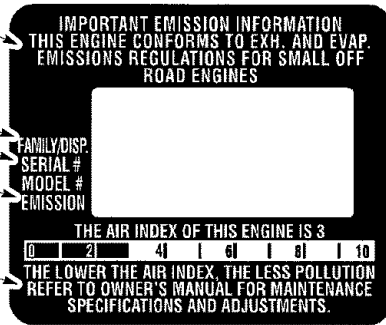 IMPORTANT EMISSION INFORMATION
THIS ENGINE CONFORMS TO EXH. AND EVAP.
EMISSIONS REGULATIONS FOR SMALL OFF
ROAD ENGINES
FAMILY/DISP.
SERIAL #
MODEL #
EMISSION
THE AIR INDEX OF THIS ENGINE IS 3
0 2 4 6 8 10
THE LOWER THE AIR INDEX, THE LESS POLLUTION
REFER TO OWNER'S MANUAL FOR MAINTENANCE
SPECIFICATIONS AND ADJUSTMENTS.